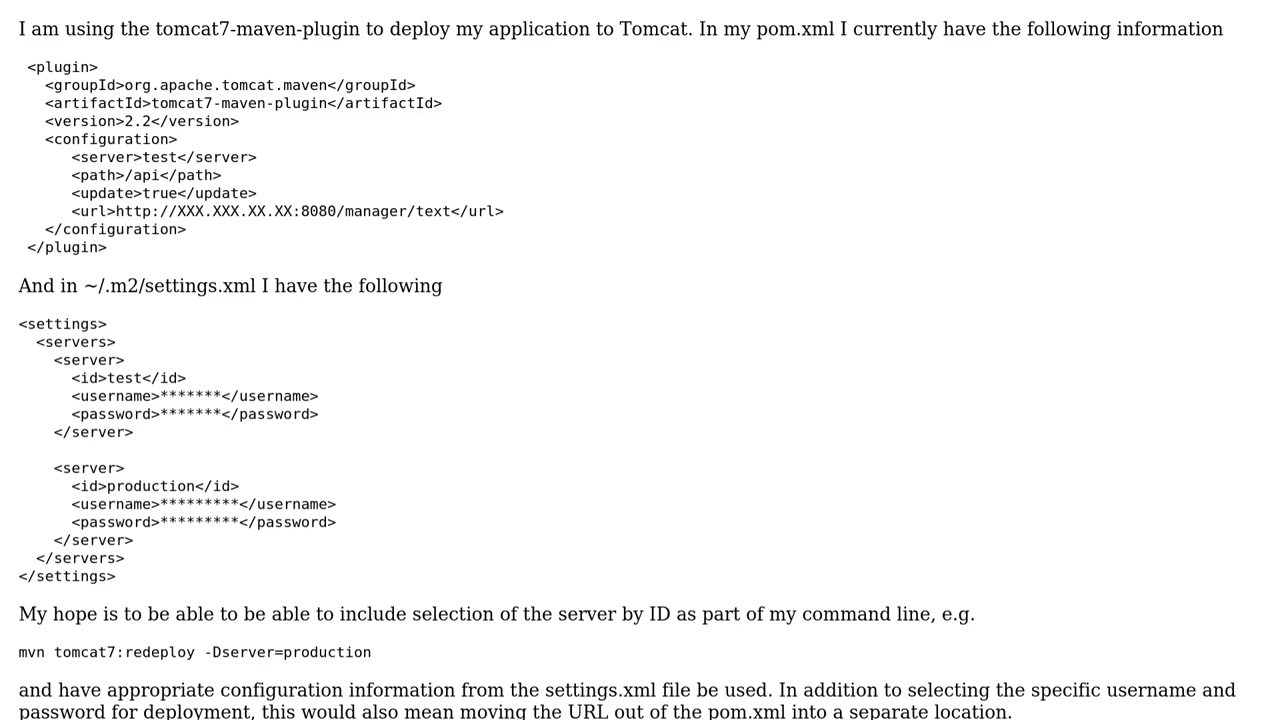 I am using the tomcat7-maven-plugin to deploy my application to Tomcat. In my pom.xml I currently have the following information
<plugin>
<groupId>org.apache.tomcat.maven</groupId>
<artifactId>tomcat7-maven-plugin</artifactId>
<version>2.2</version>
<configuration>
<server>test</server>
<path>/api</path>
<update>true</update>
<url>http://XXX.XXX.XX.XX:8080/manager/text</url>
</configuration>
</plugin>
And in ~/.m2/settings.xml I have the following
<settings>
<servers>
<server>
<id>test</id>
<username>*******</username>
<password>*******</password>
</server>
<server>
<id>production</id>
<username>*********</username>
<password>*********</password>
</server>
</servers>
</settings>
My hope is to be able to be able to include selection of the server by ID as part of my command line, e.g.
mvn tomcat7:redeploy -Dserver=production
and have appropriate configuration information from the settings.xml file be used. In addition to selecting the specific username and
password for deployment, this would also mean moving the URL out of the pom.xml into a separate location.